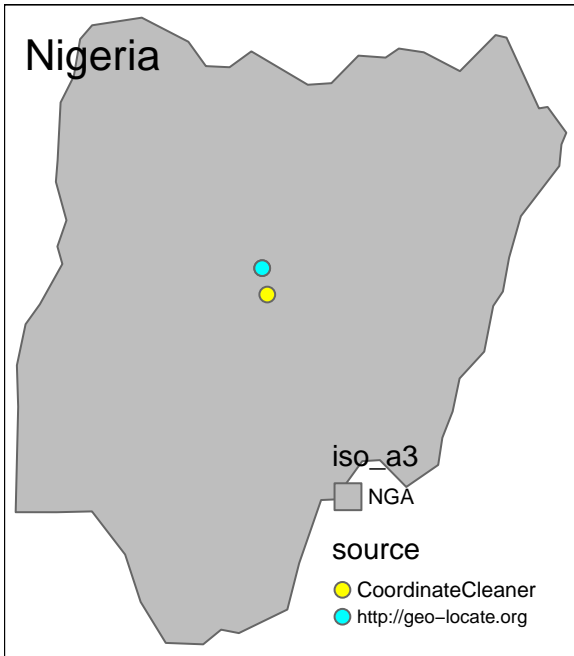 Nigeria
iso_a3
NGA
source
CoordinateCleaner
http://geo−locate.org